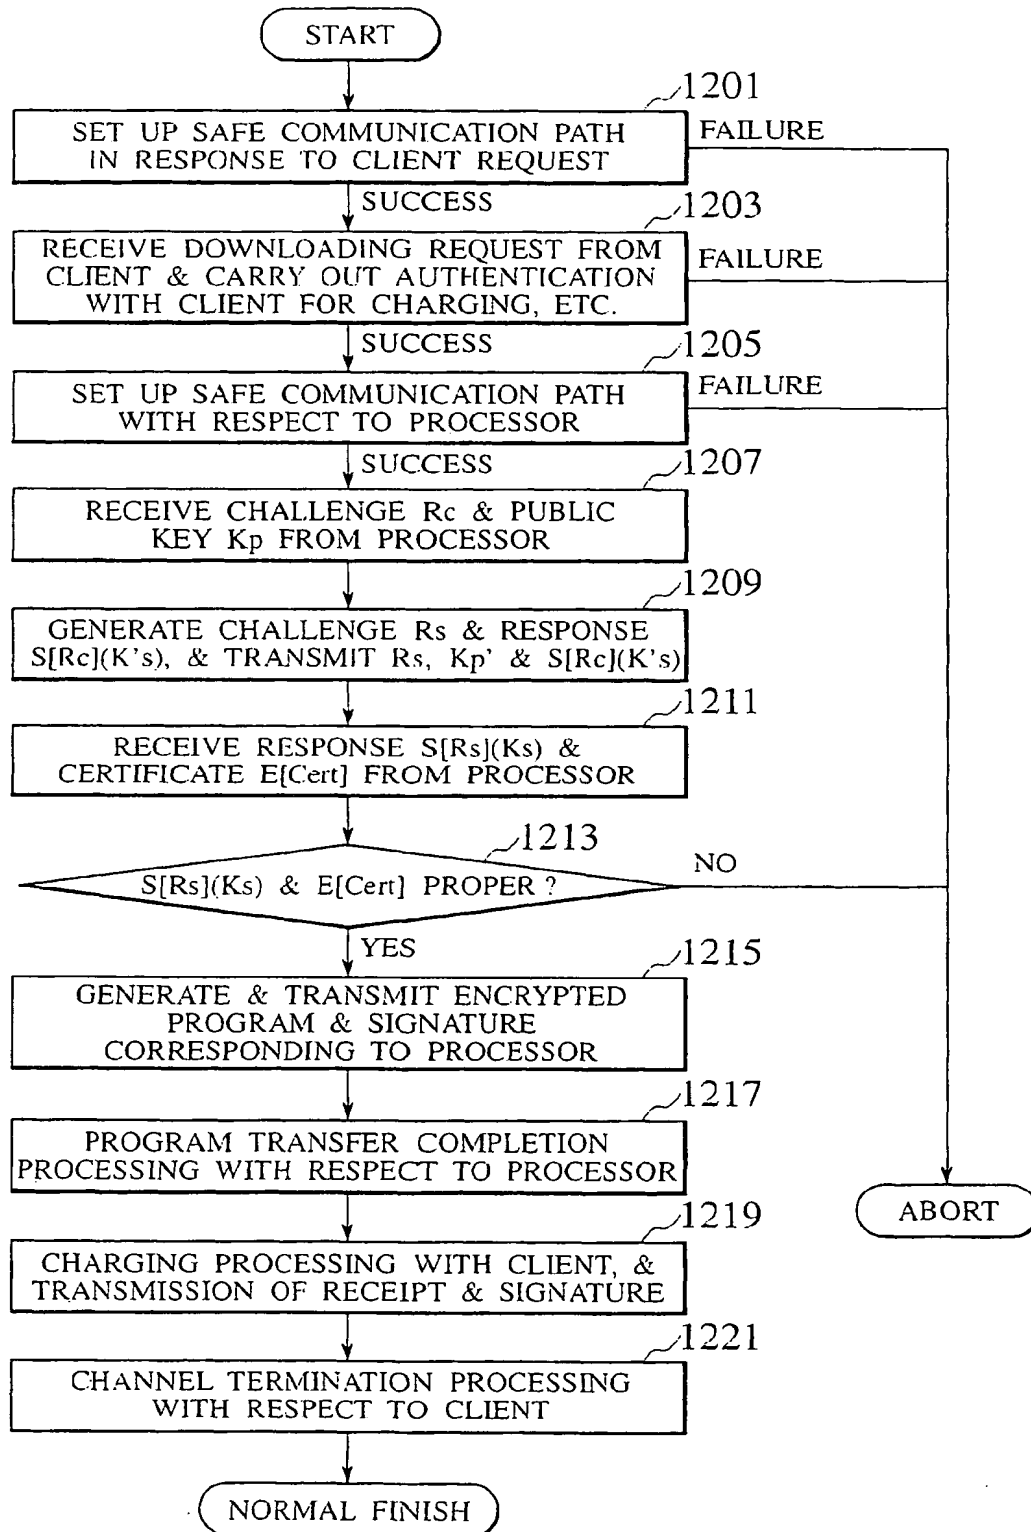 START
1201
SET UP SAFE COMMUNICATION PATH
IN RESPONSE TO CLIENT REQUEST
FAILURE
SUCCESS
1203
RECEIVE DOWNLOADING REQUEST FROM
CLIENT & CARRY OUT AUTHENTICATION
WITH CLIENT FOR CHARGING, ETC.
FAILURE
SUCCESS
1205
SET UP SAFE COMMUNICATION PATH
WITH RESPECT TO PROCESSOR
FAILURE
SUCCESS
1207
RECEIVE CHALLENGE Rc & PUBLIC
KEY Kp FROM PROCESSOR
1209
GENERATE CHALLENGE Rs & RESPONSE
S[Rc](K's), & TRANSMIT Rs, Kp' & S[Rc](K's)
1211
RECEIVE RESPONSE S[Rs](Ks) &
CERTIFICATE E[Cert] FROM PROCESSOR
1213
S[Rs](Ks) & E[Cert] PROPER ?
NO
YES
1215
GENERATE & TRANSMIT ENCRYPTED
PROGRAM & SIGNATURE
CORRESPONDING TO PROCESSOR
1217
PROGRAM TRANSFER COMPLETION
PROCESSING WITH RESPECT TO PROCESSOR
ABORT
1219
CHARGING PROCESSING WITH CLIENT, &
TRANSMISSION OF RECEIPT & SIGNATURE
1221
CHANNEL TERMINATION PROCESSING
WITH RESPECT TO CLIENT
NORMAL FINISH